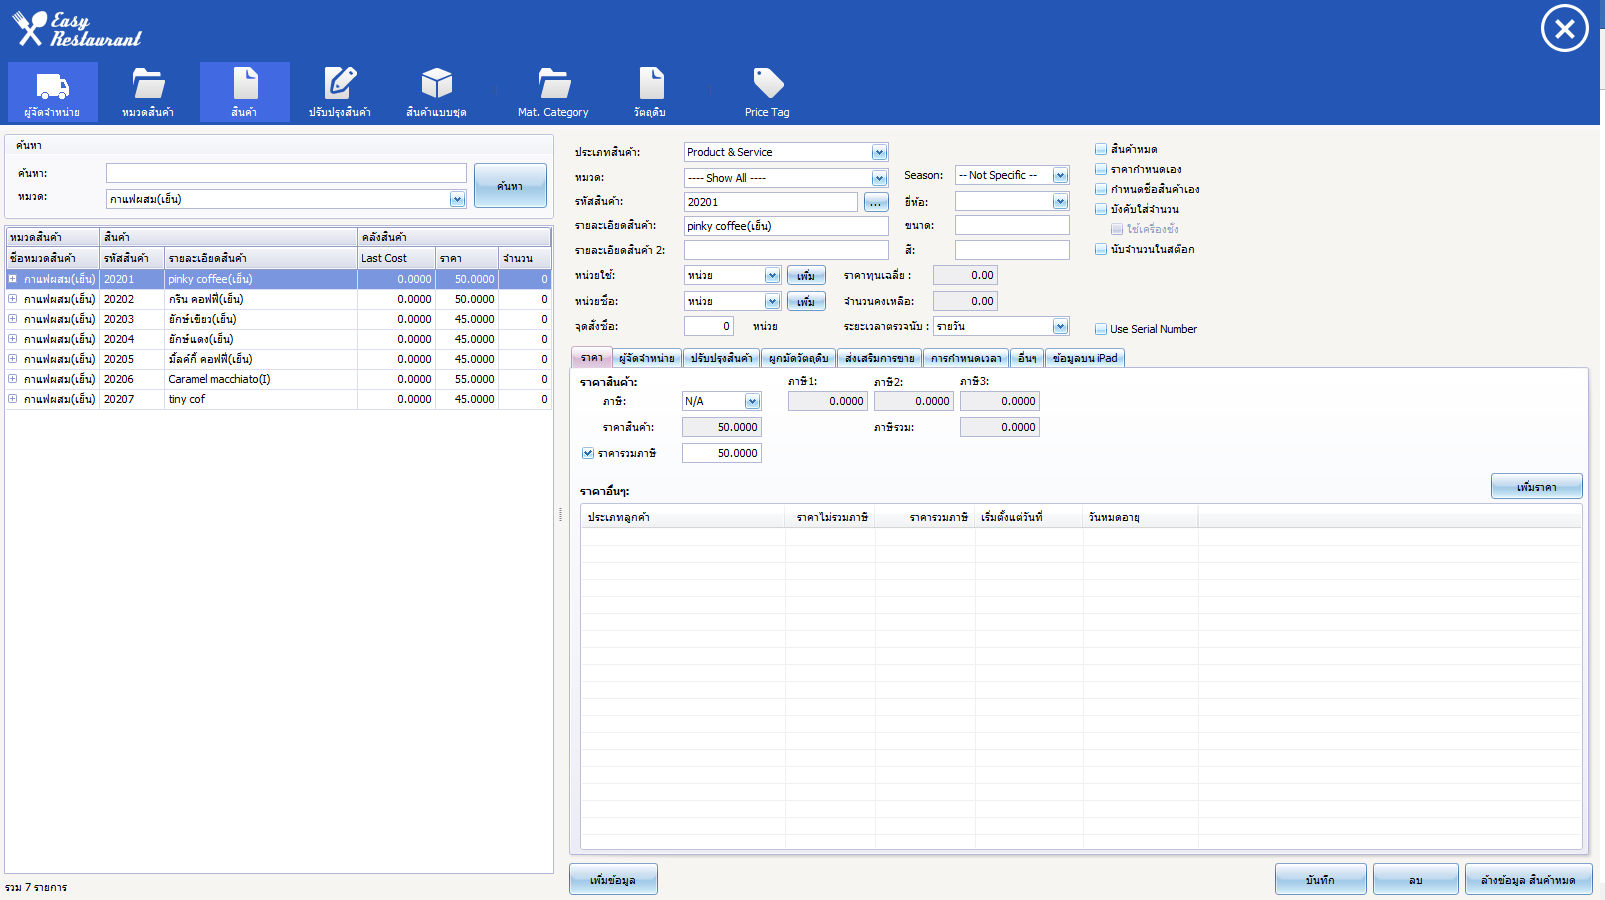 Easy
Restaurant
ผู้จัดจำหน่าย
หมวดสินค้า
สินค้า
ปรับปรุงสินค้า
สินค้าแบบชุด
Mat. Category
วัตถุดิบ
Price Tag
ค้นหา
ค้นหา:
หมวด: กาแฟผสม(เย็น)
ค้นหา
หมวดสินค้า สินค้า คลังสินค้า
ชื่อหมวดสินค้า รหัสสินค้า รายละเอียดสินค้า Last Cost ราคา จำนวน
กาแฟผสม(เย็น) 20201 pinky coffee(เย็น) 0.0000 50.0000 0
กาแฟผสม(เย็น) 20202 กรีน คอฟฟี่(เย็น) 0.0000 50.0000 0
กาแฟผสม(เย็น) 20203 ยักษ์เขียว(เย็น) 0.0000 45.0000 0
กาแฟผสม(เย็น) 20204 ยักษ์แดง(เย็น) 0.0000 45.0000 0
กาแฟผสม(เย็น) 20205 มิ้ลค์กี้ คอฟฟี่(เย็น) 0.0000 45.0000 0
กาแฟผสม(เย็น) 20206 Caramel macchiato(I) 0.0000 55.0000 0
กาแฟผสม(เย็น) 20207 tiny cof 0.0000 45.0000 0
รวม 7 รายการ
ประเภทสินค้า: Product & Service
หมวด: ---- Show All ----
Season: -- Not Specific --
รหัสสินค้า: 20201 ...
ยี่ห้อ:
รายละเอียดสินค้า: pinky coffee(เย็น)
ขนาด:
รายละเอียดสินค้า 2:
สี:
หน่วยใช้: หน่วย เพิ่ม ราคาทุนเฉลี่ย : 0.00
หน่วยซื้อ: หน่วย เพิ่ม จำนวนคงเหลือ: 0.00
จุดสั่งซื้อ: 0 หน่วย ระยะเวลาตรวจนับ : รายวัน
สินค้าหมด
ราคากำหนดเอง
กำหนดชื่อสินค้าเอง
บังคับใส่จำนวน
ใช้เครื่องชั่ง
นับจำนวนในสต๊อก
Use Serial Number
ราคา ผู้จัดจำหน่าย ปรับปรุงสินค้า ผูกมัดวัตถุดิบ ส่งเสริมการขาย การกำหนดเวลา อื่นๆ ข้อมูลบน iPad
ราคาสินค้า: ภาษี1: ภาษี2: ภาษี3:
ภาษี: N/A 0.0000 0.0000 0.0000
ราคาสินค้า: 50.0000 ภาษีรวม: 0.0000
ราคารวมภาษี 50.0000
ราคาอื่นๆ:
เพิ่มราคา
ประเภทลูกค้า ราคาไม่รวมภาษี ราคารวมภาษี เริ่มตั้งแต่วันที่ วันหมดอายุ
เพิ่มข้อมูล
บันทึก
ลบ
ล้างข้อมูล สินค้าหมด